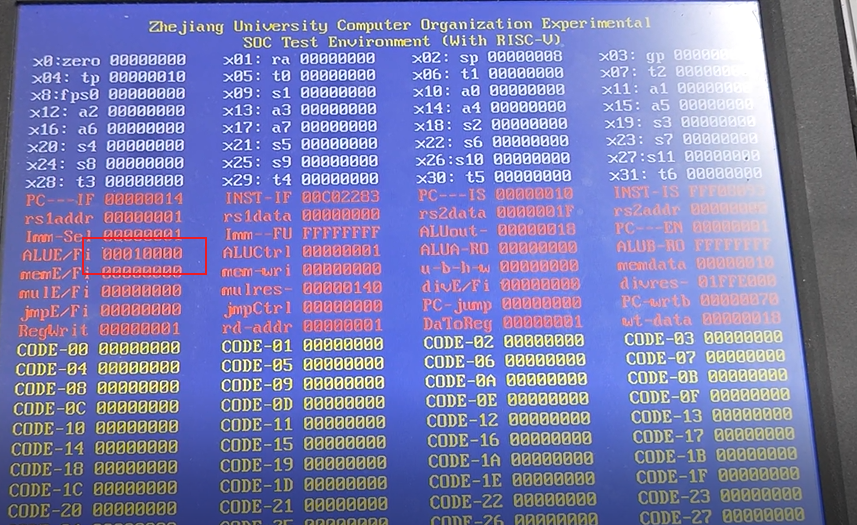 Zhejiang University Computer Organization Experimental
SOC Test Environment (With RISC-V)
x0:zero 00000000 x01: ra 00000000 x02: sp 00000008 x03: gp
x04: tp 00000010 x05: t0 00000000 x06: t1 00000000 x07: t2 00000000
x8:fps0 00000000 x09: s1 00000000 x10: a0 00000000 x11: a1 00000000
x12: a2 00000000 x13: a3 00000000 x14: a4 00000000 x15: a5 00000000
x16: a6 00000000 x17: a7 00000000 x18: s2 00000000 x19: s3 00000000
x20: s4 00000000 x21: s5 00000000 x22: s6 00000000 x23: s7 00000000
x24: s8 00000000 x25: s9 00000000 x26:s10 00000000 x27:s11 00000000
x28: t3 00000000 x29: t4 00000000 x30: t5 00000000 x31: t6 00000000
PC---IF 00000014 INST-IF 00C02283 PC---IS 00000010 INST-IS
rs1addr 00000001 rs1data 00000000 rs2data 0000001F rs2addr 00000000
Imm-Sel 00000001 Imm--FU FFFFFFFF ALUout- 00000018 PC---EN 00000001
ALUE/Fi 00010000 ALUCtrl 00000001 ALUA-RO 00000000 ALUB-RO FFFFFFFF
memE/Fi 00000000 mem-wri 00000000 u-b-h-w 00000000 memdata 00000010
mulE/Fi 00000000 mulres- 00000140 divE/Fi 00000000 divres- 01FFE000
jmpE/Fi 00000000 jmpCtrl 00000000 PC-jump 00000000 PC-wrtb 00000070
RegWrit 00000001 rd-addr 00000001 DaToReg 00000001 wt-data 00000018
CODE-00 00000000 CODE-01 00000000 CODE-02 00000000 CODE-03 00000000
CODE-04 00000000 CODE-05 00000000 CODE-06 00000000 CODE-07 00000000
CODE-08 00000000 CODE-09 00000000 CODE-0A 00000000 CODE-0B 00000000
CODE-0C 00000000 CODE-0D 00000000 CODE-0E 00000000 CODE-0F 00000000
CODE-10 00000000 CODE-11 00000000 CODE-12 00000000 CODE-13 00000000
CODE-14 00000000 CODE-15 00000000 CODE-16 00000000 CODE-17 00000000
CODE-18 00000000 CODE-19 00000000 CODE-1A 00000000 CODE-1B 00000000
CODE-1C 00000000 CODE-1D 00000000 CODE-1E 00000000 CODE-1F 00000000
CODE-20 00000000 CODE-21 00000000 CODE-22 00000000 CODE-23 00000000
CODE-26 00000000 CODE-27 00000000